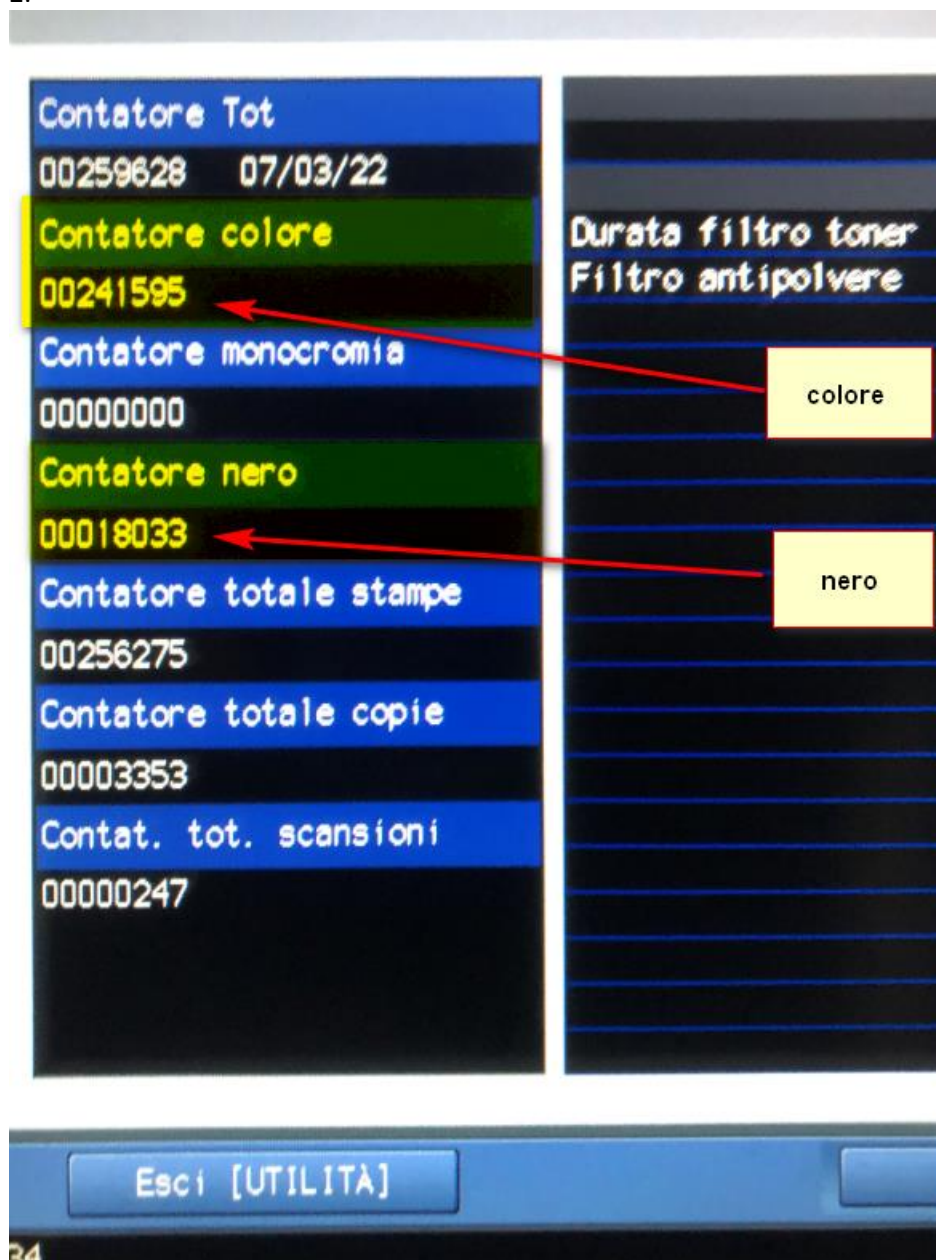 Contatore Tot
00259628 07/03/22
Contatore colore
00241595
Contatore monocromia
00000000
Contatore nero
00018033
Contatore totale stampe
00256275
Contatore totale copie
00003353
Contat. tot. scansioni
00000247
Durata filtro toner
Filtro antipolvere
colore
nero
Esci [UTILITÀ]
34